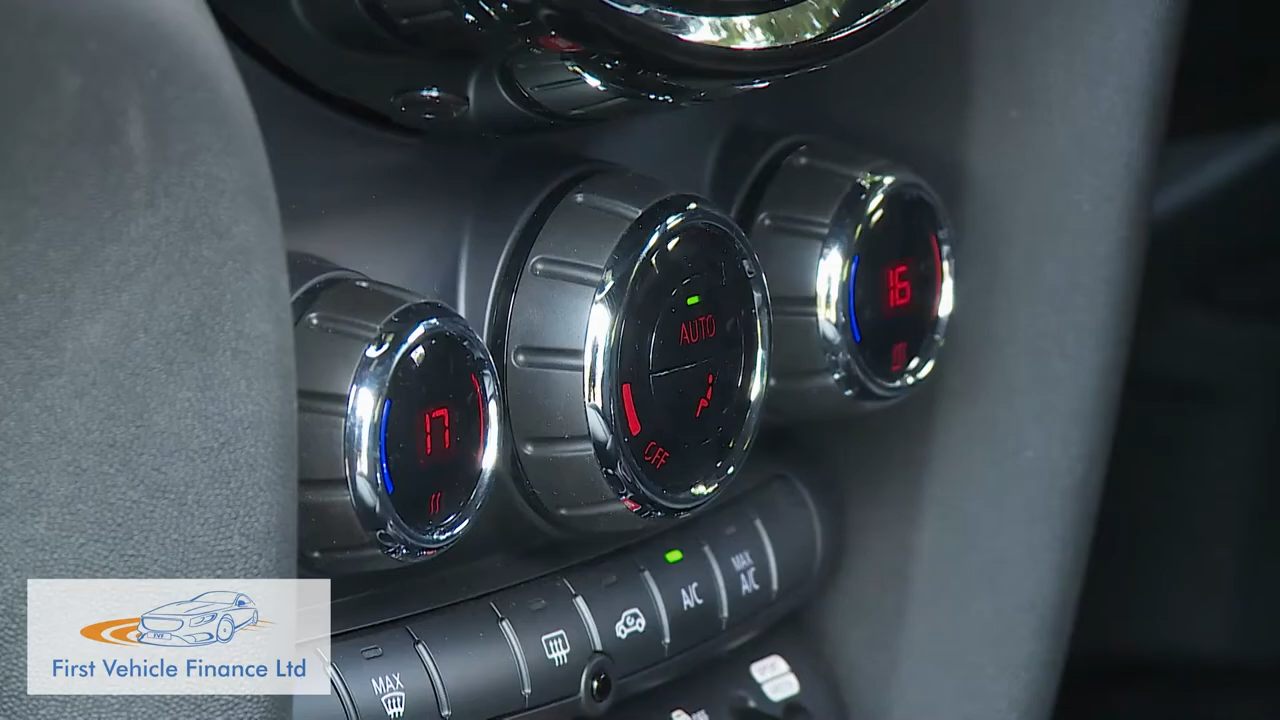 16
AUTO
17
OFF
A/C
MAX
A/C
MAX
First Vehicle Finance Ltd